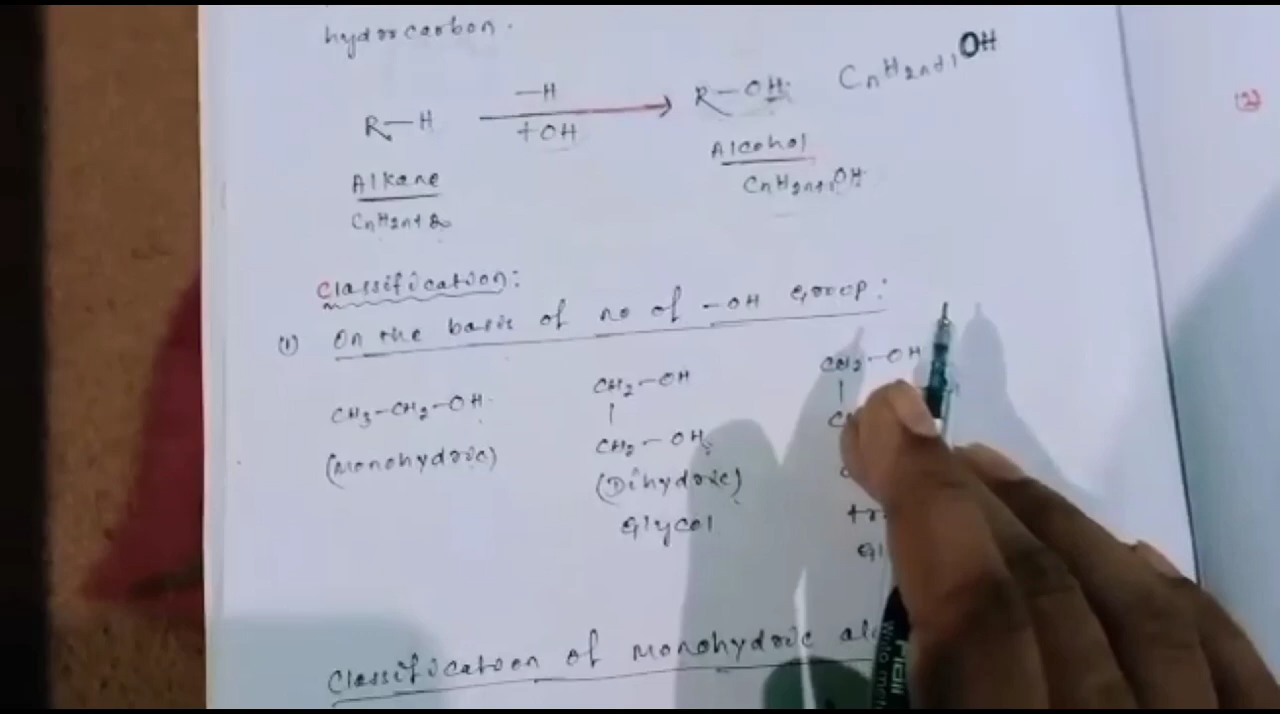 hydrocarbon.
R—H —H +OH R—OH CnH2n+1OH
Alkane Alcohol
CnH2n+2 CnH2n+1OH
(2)
Classification:
(1) On the basis of no of —OH group:
CH3—CH2—OH CH2—OH CH2—OH
|
CH2—OH
(Monohydric) (Dihydric)
Glycol
Classification of Monohydric